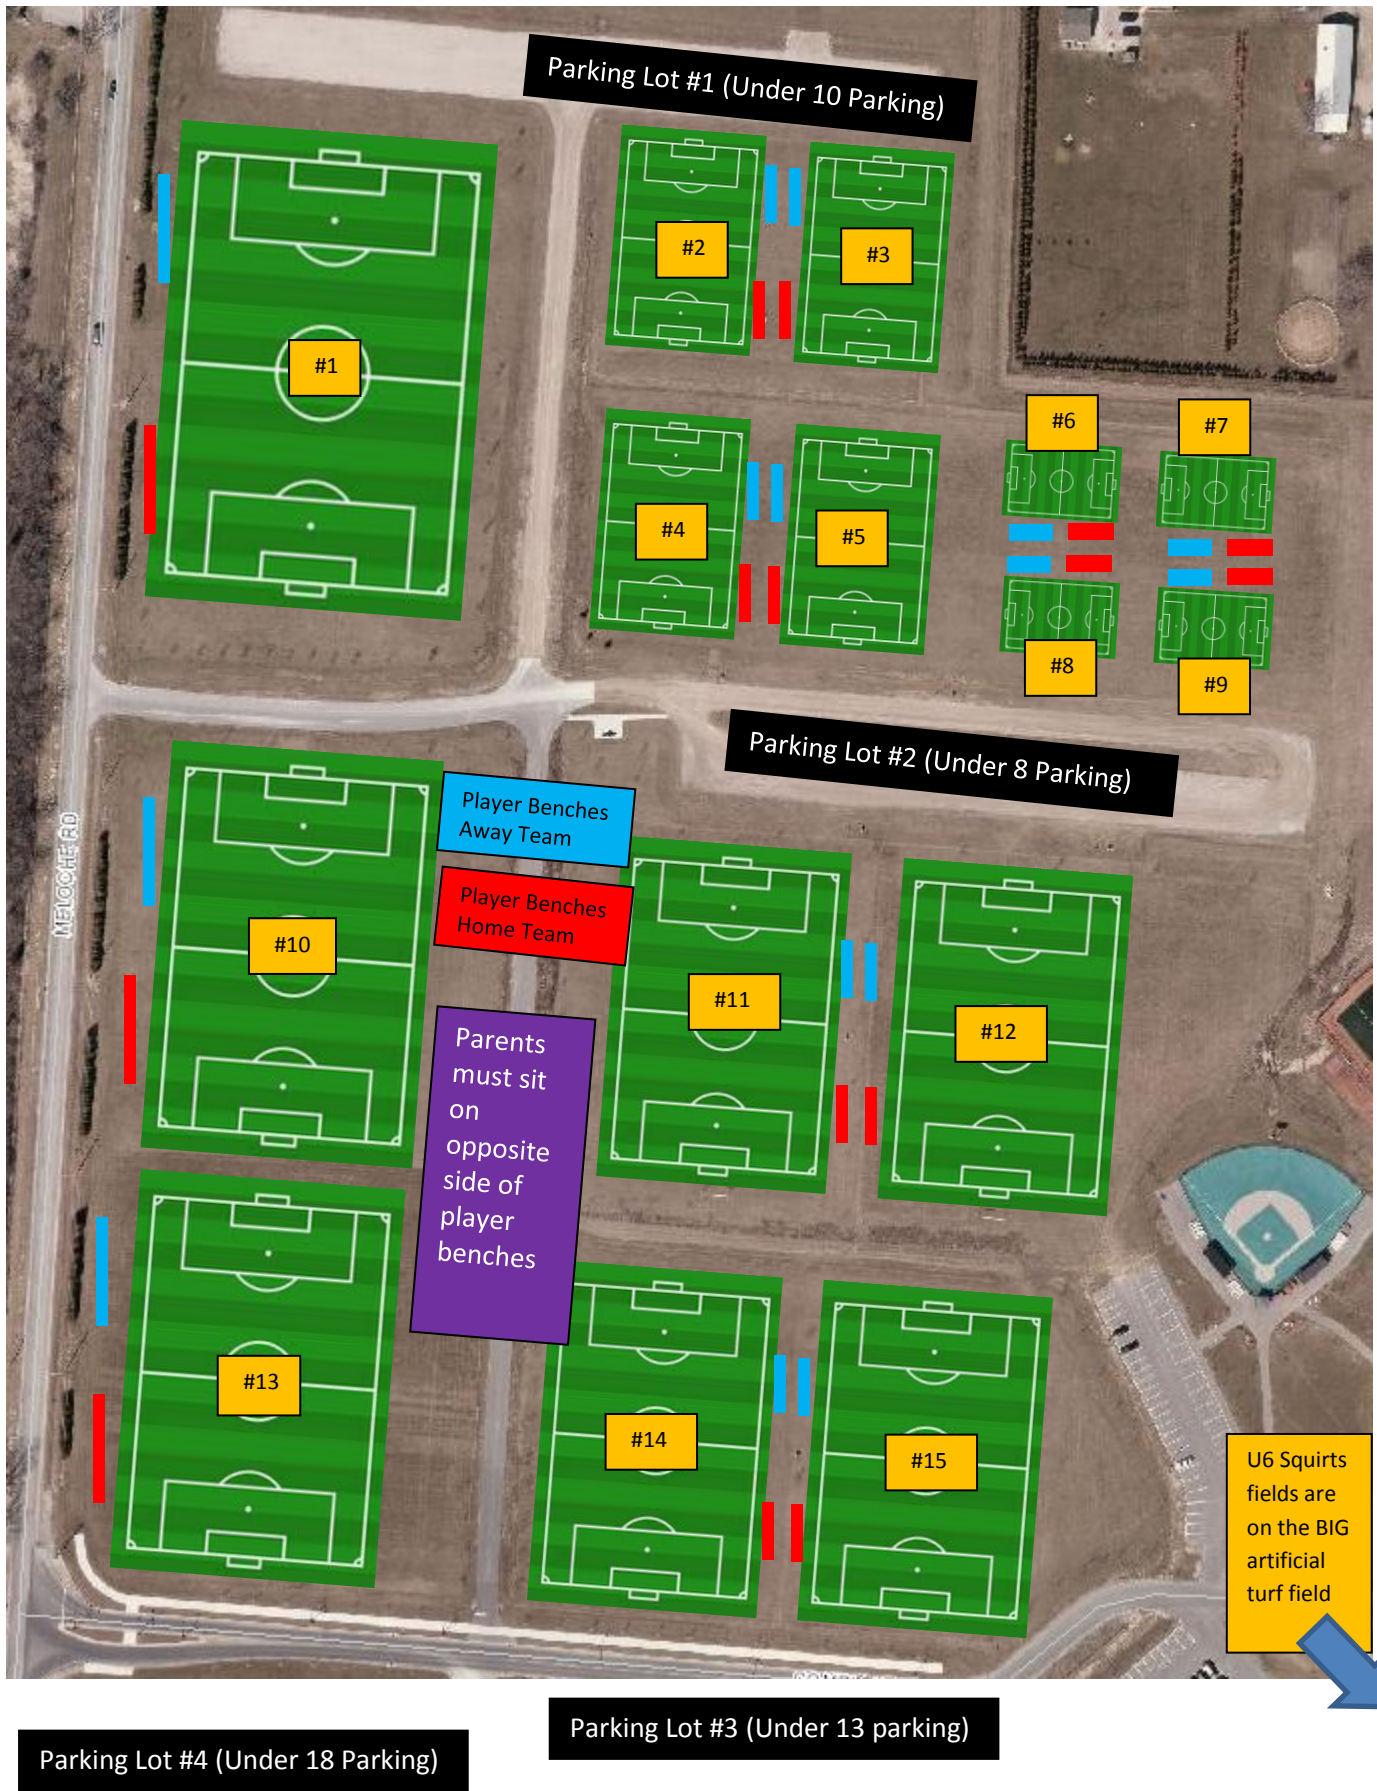 Parking Lot #1 (Under 10 Parking)
#1
#2
#3
#4
#5
#6
#7
#8
#9
Parking Lot #2 (Under 8 Parking)
Player Benches
Away Team
Player Benches
Home Team
MELOCHE RD
#10
#11
#12
Parents
must sit
on
opposite
side of
player
benches
#13
#14
#15
U6 Squirts
fields are
on the BIG
artificial
turf field
Parking Lot #3 (Under 13 parking)
Parking Lot #4 (Under 18 Parking)